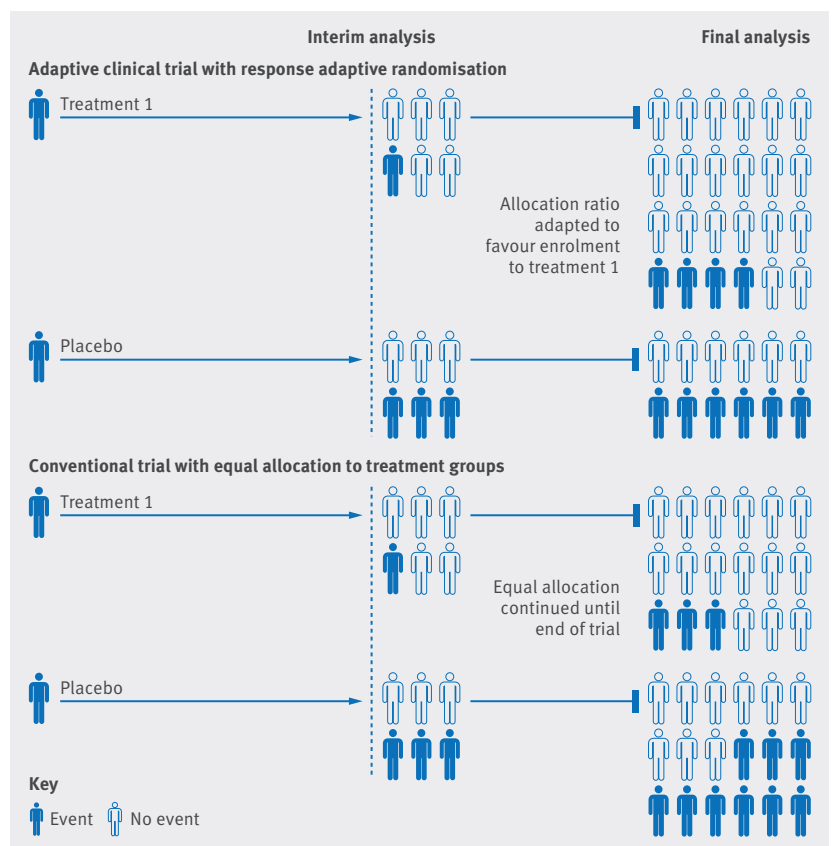 Interim analysis
Final analysis
Adaptive clinical trial with response adaptive randomisation
Treatment 1
Allocation ratio
adapted to
favour enrolment
to treatment 1
Placebo
Conventional trial with equal allocation to treatment groups
Treatment 1
Equal allocation
continued until
end of trial
Placebo
Key
Event
No event